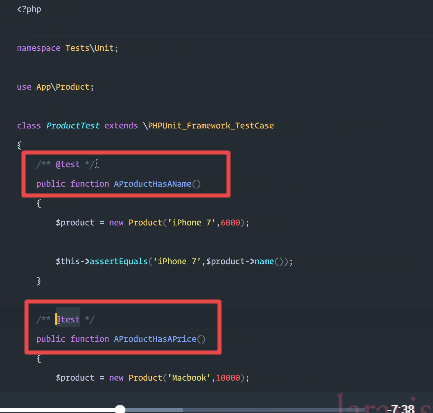 <?php
namespace Tests\Unit;
use App\Product;
class ProductTest extends \PHPUnit_Framework_TestCase
{
/** @test */
public function AProductHasAName()
{
$product = new Product('iPhone 7',6000);
$this->assertEquals('iPhone 7',$product->name());
}
/** @test */
public function AProductHasAPrice()
{
$product = new Product('Macbook',10000);
-7:38